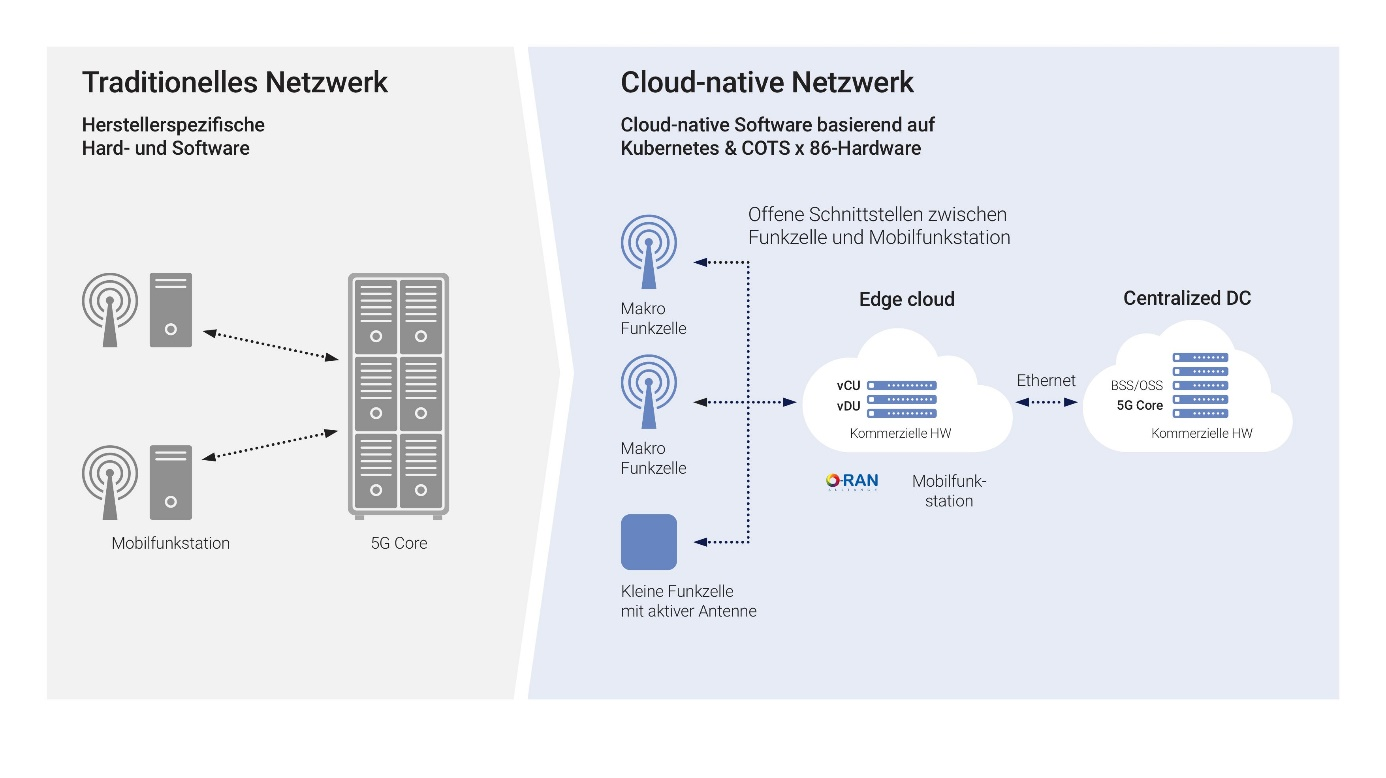 Traditionelles Netzwerk
Herstellerspezifische
Hard- und Software
Mobilfunkstation
5G Core
Cloud-native Netzwerk
Cloud-native Software basierend auf
Kubernetes & COTS x 86-Hardware
Offene Schnittstellen zwischen
Funkzelle und Mobilfunkstation
Makro
Funkzelle
Makro
Funkzelle
Kleine Funkzelle
mit aktiver Antenne
Edge cloud
vCU
vDU
Kommerzielle HW
O-RAN
Mobilfunk-
station
Ethernet
Centralized DC
BSS/OSS
5G Core
Kommerzielle HW